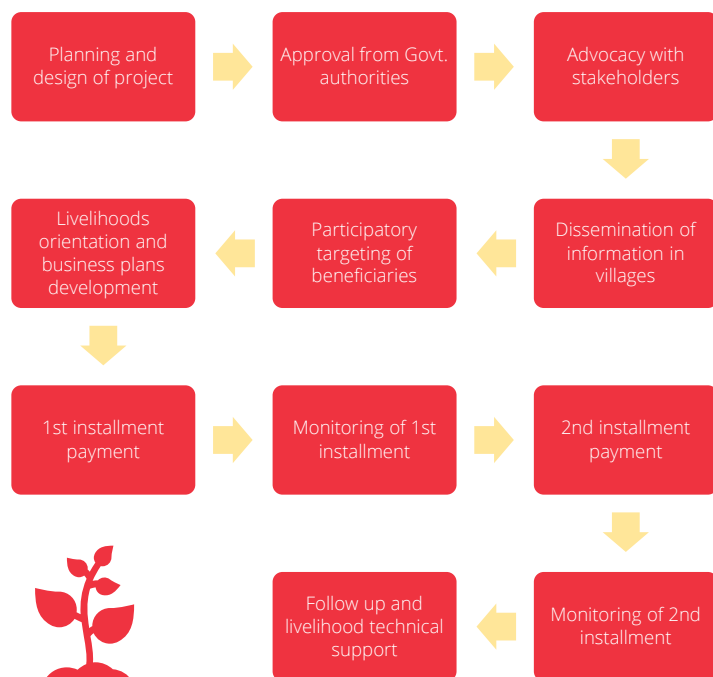 Planning and
design of project
Approval from Govt.
authorities
Advocacy with
stakeholders
Dissemination of
information in
villages
Participatory
targeting of
beneficiaries
Livelihoods
orientation and
business plans
development
1st installment
payment
Monitoring of 1st
installment
2nd installment
payment
Monitoring of 2nd
installment
Follow up and
livelihood technical
support